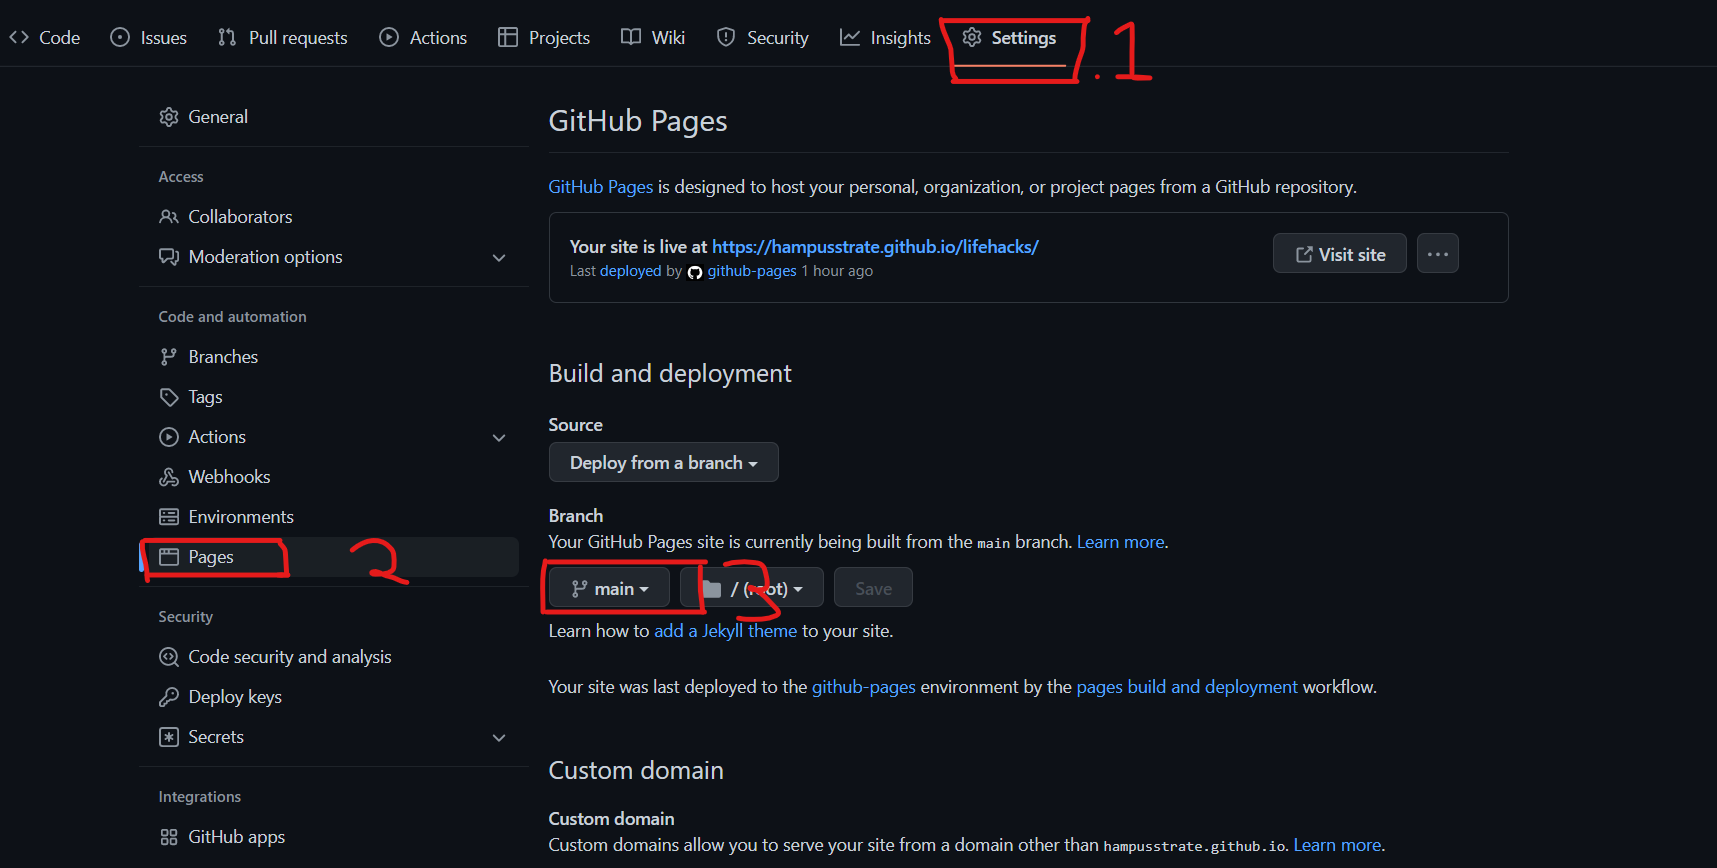 Code Issues Pull requests Actions Projects Wiki Security Insights Settings .1
General
Access
Collaborators
Moderation options
Code and automation
Branches
Tags
Actions
Webhooks
Environments
Pages 2
Security
Code security and analysis
Deploy keys
Secrets
Integrations
GitHub apps
GitHub Pages
GitHub Pages is designed to host your personal, organization, or project pages from a GitHub repository.
Your site is live at https://hampusstrate.github.io/lifehacks/
Last deployed by github-pages 1 hour ago
Visit site ...
Build and deployment
Source
Deploy from a branch
Branch
Your GitHub Pages site is currently being built from the main branch. Learn more.
main / (root) 3 Save
Learn how to add a Jekyll theme to your site.
Your site was last deployed to the github-pages environment by the pages build and deployment workflow.
Custom domain
Custom domain
Custom domains allow you to serve your site from a domain other than hampusstrate.github.io. Learn more.